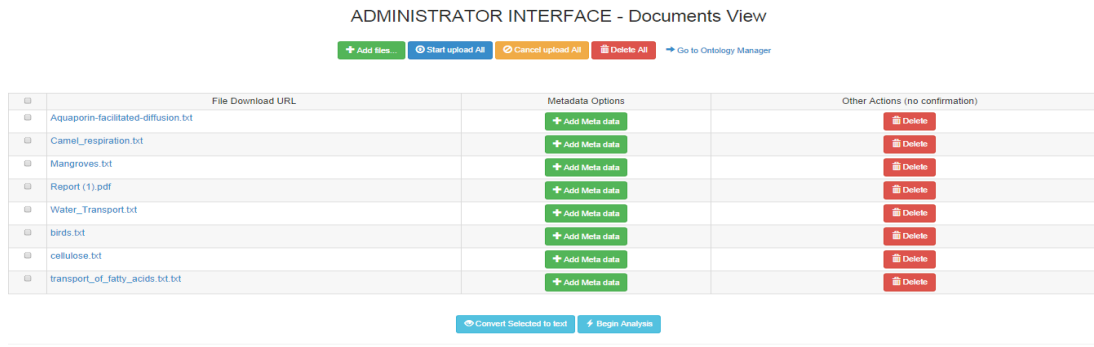 ADMINISTRATOR INTERFACE - Documents View
Add files... Start upload All Cancel upload All Delete All Go to Ontology Manager
File Download URL Metadata Options Other Actions (no confirmation)
Aquaporin-facilitated-diffusion.txt Add Meta data Delete
Camel_respiration.txt Add Meta data Delete
Mangroves.txt Add Meta data Delete
Report (1).pdf Add Meta data Delete
Water_Transport.txt Add Meta data Delete
birds.txt Add Meta data Delete
cellulose.txt Add Meta data Delete
transport_of_fatty_acids.txt.txt Add Meta data Delete
Convert Selected to text Begin Analysis